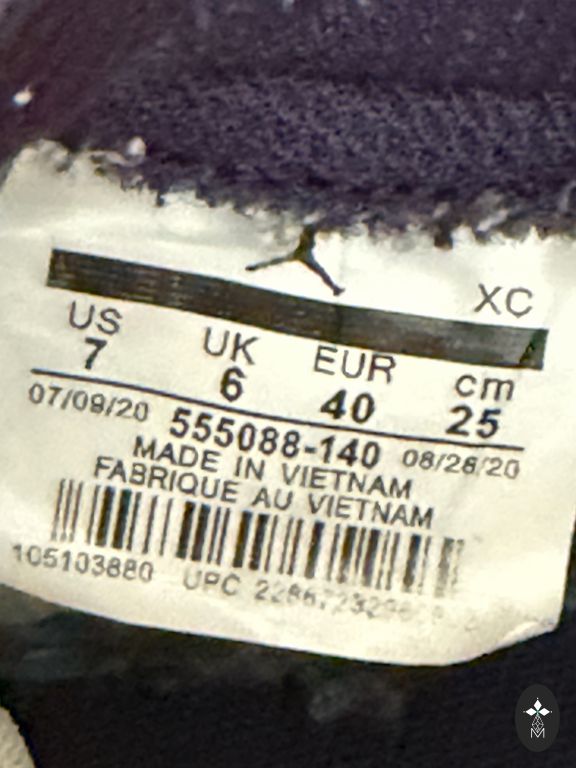 XC
US UK EUR cm
7 6 40 25
07/09/20 555088-140 08/28/20
MADE IN VIETNAM
FABRIQUE AU VIETNAM
105103880 UPC
M